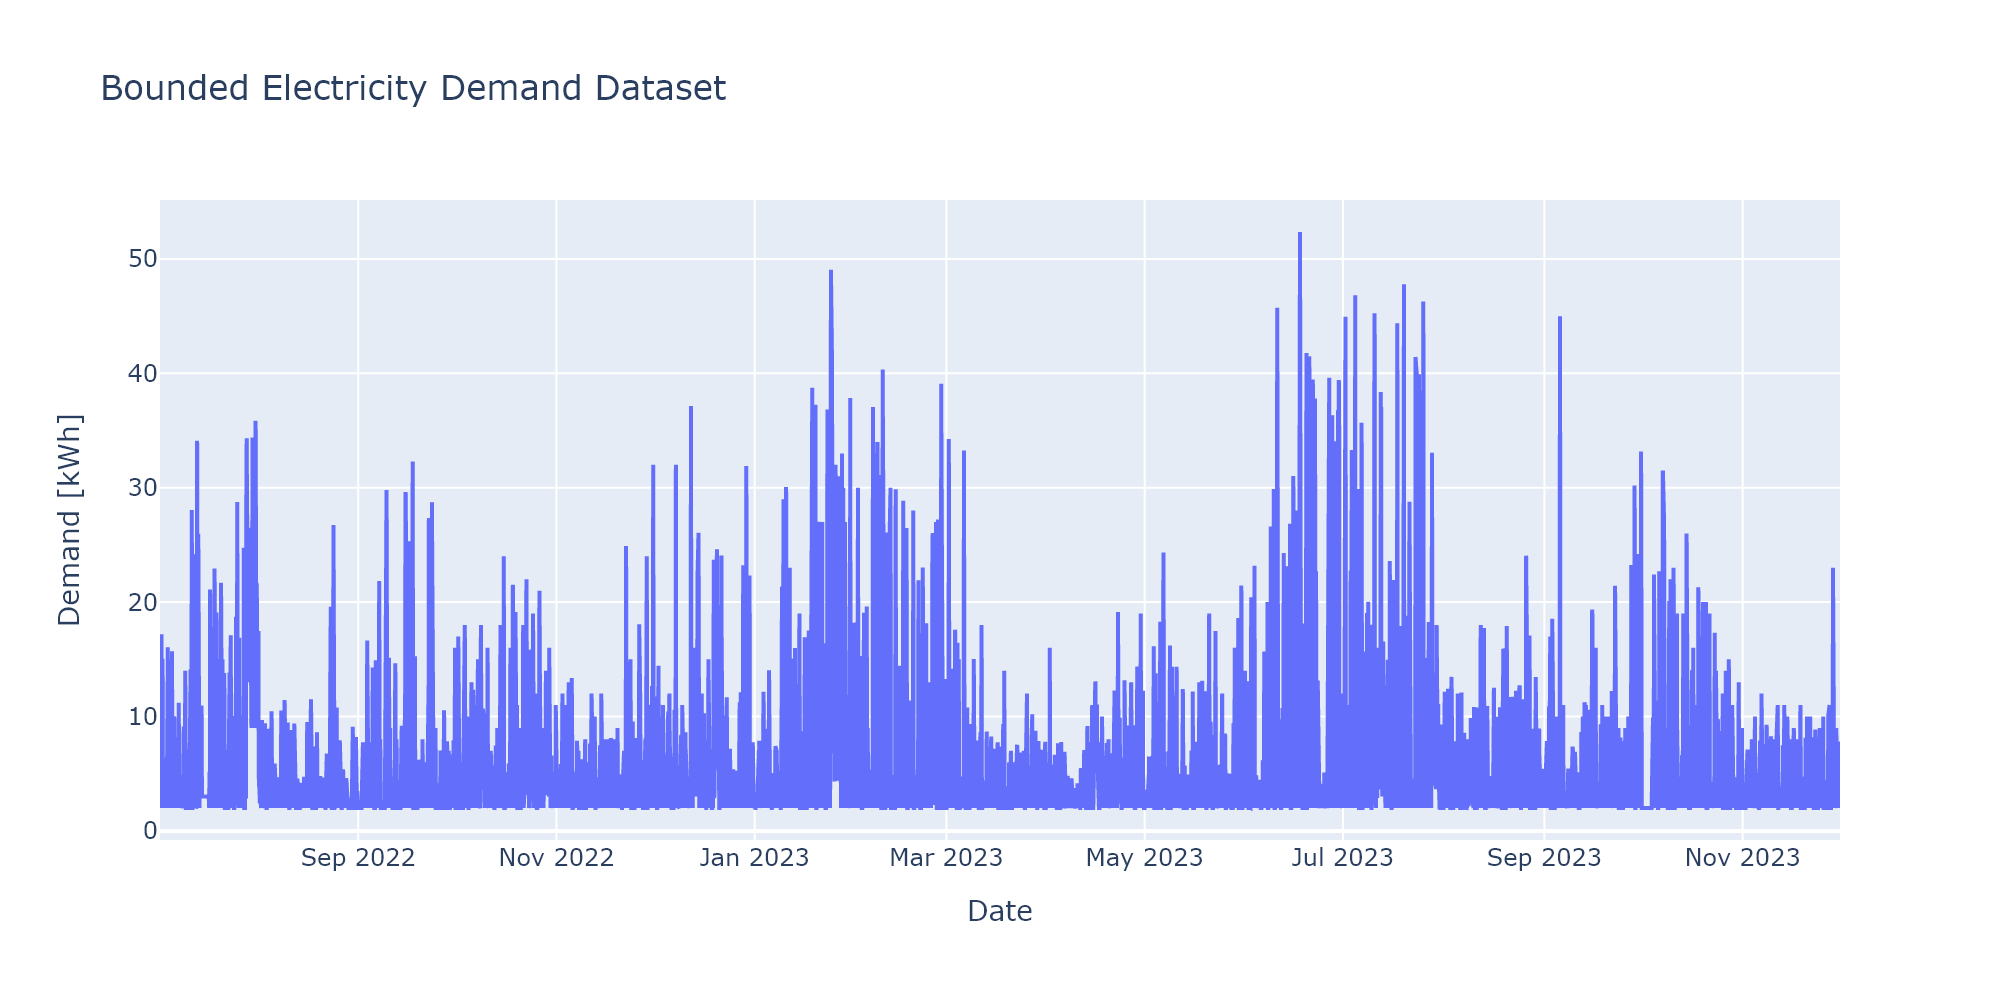 Bounded Electricity Demand Dataset
Demand [kWh]
50
40
30
20
10
0
Sep 2022
Nov 2022
Jan 2023
Mar 2023
May 2023
Jul 2023
Sep 2023
Nov 2023
Date